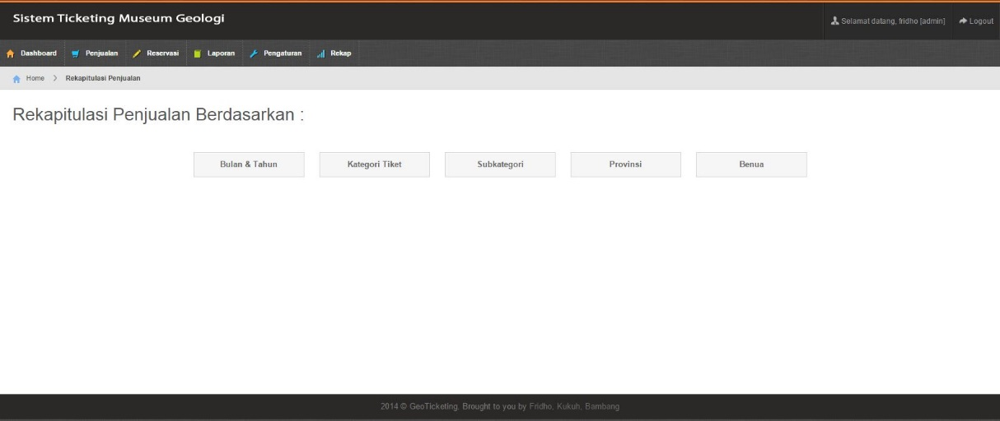 Sistem Ticketing Museum Geologi
Selamat datang, fridho [admin] Logout
Dashboard Penjualan Reservasi Laporan Pengaturan Rekap
Home > Rekapitulasi Penjualan
Rekapitulasi Penjualan Berdasarkan :
Bulan & Tahun Kategori Tiket Subkategori Provinsi Benua
2014 © GeoTicketing. Brought to you by Fridho, Kukuh, Bambang